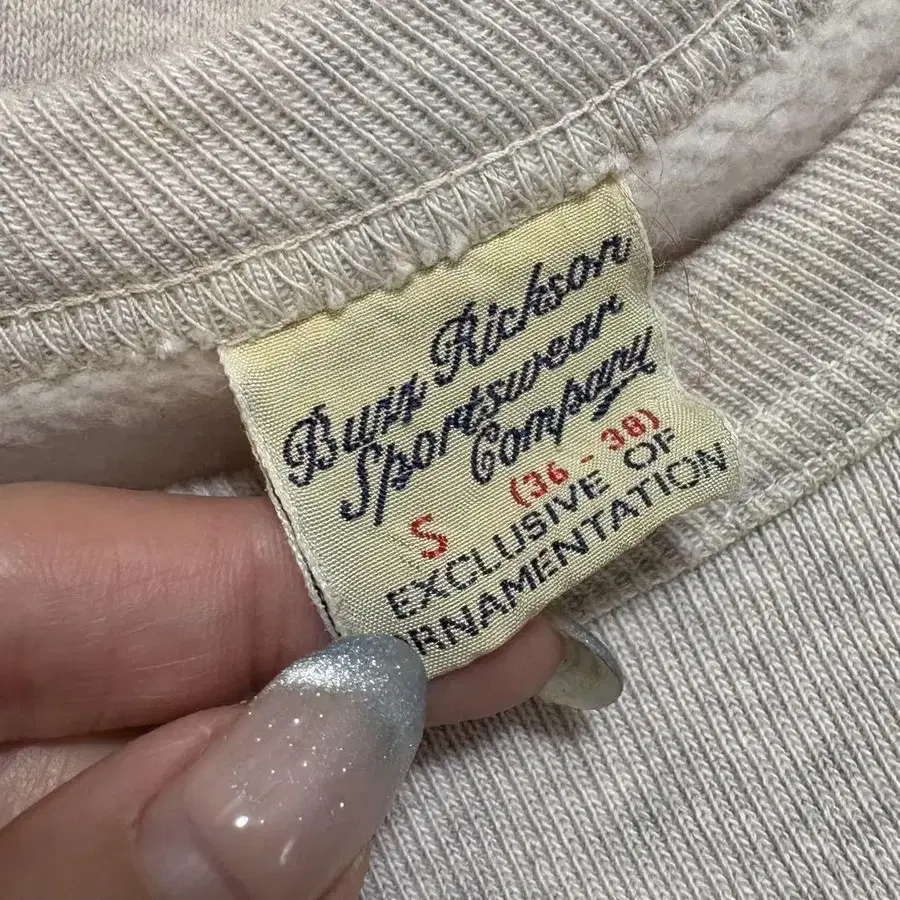 Buzz Rickson
Sportswear
Company
S (36 - 38)
EXCLUSIVE OF
RNAMENTATION